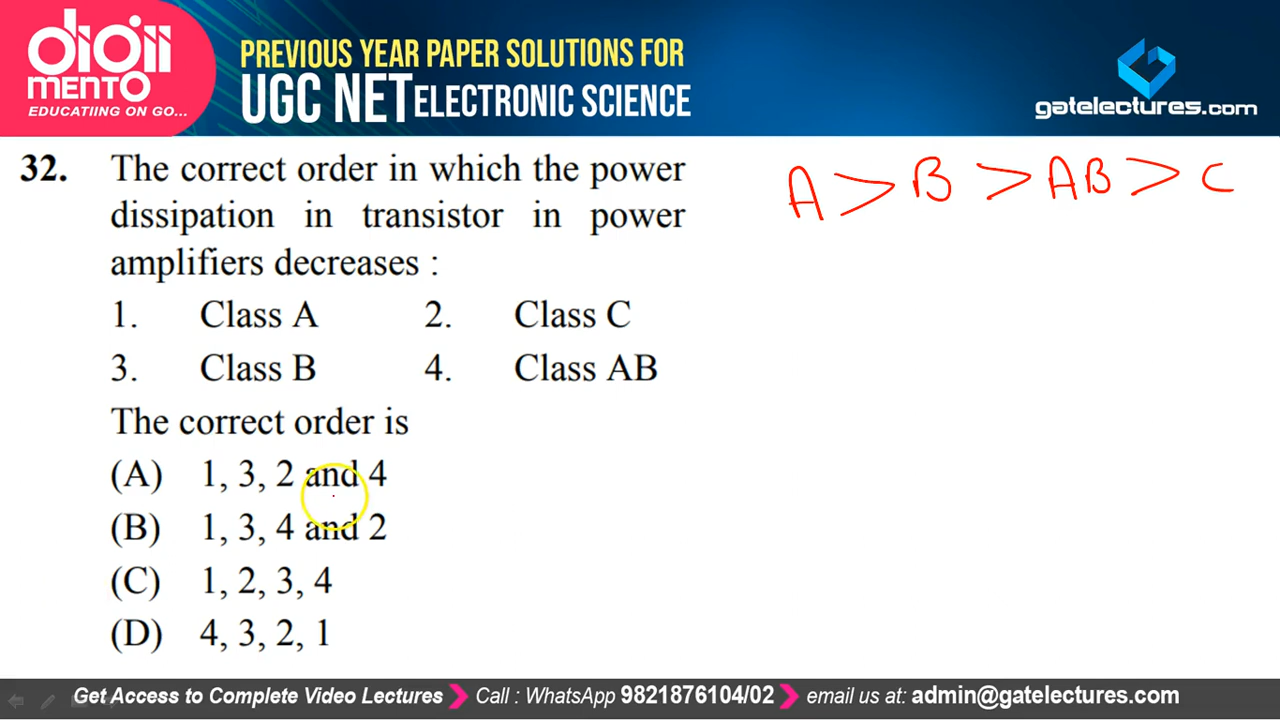 dioii
MENTO
EDUCATIING ON GO...
PREVIOUS YEAR PAPER SOLUTIONS FOR
UGC NET ELECTRONIC SCIENCE
gatelectures.com
32. The correct order in which the power
dissipation in transistor in power
amplifiers decreases :
1. Class A 2. Class C
3. Class B 4. Class AB
The correct order is
(A) 1, 3, 2 and 4
(B) 1, 3, 4 and 2
(C) 1, 2, 3, 4
(D) 4, 3, 2, 1
A > B > AB > C
Get Access to Complete Video Lectures Call : WhatsApp 9821876104/02 email us at: admin@gatelectures.com